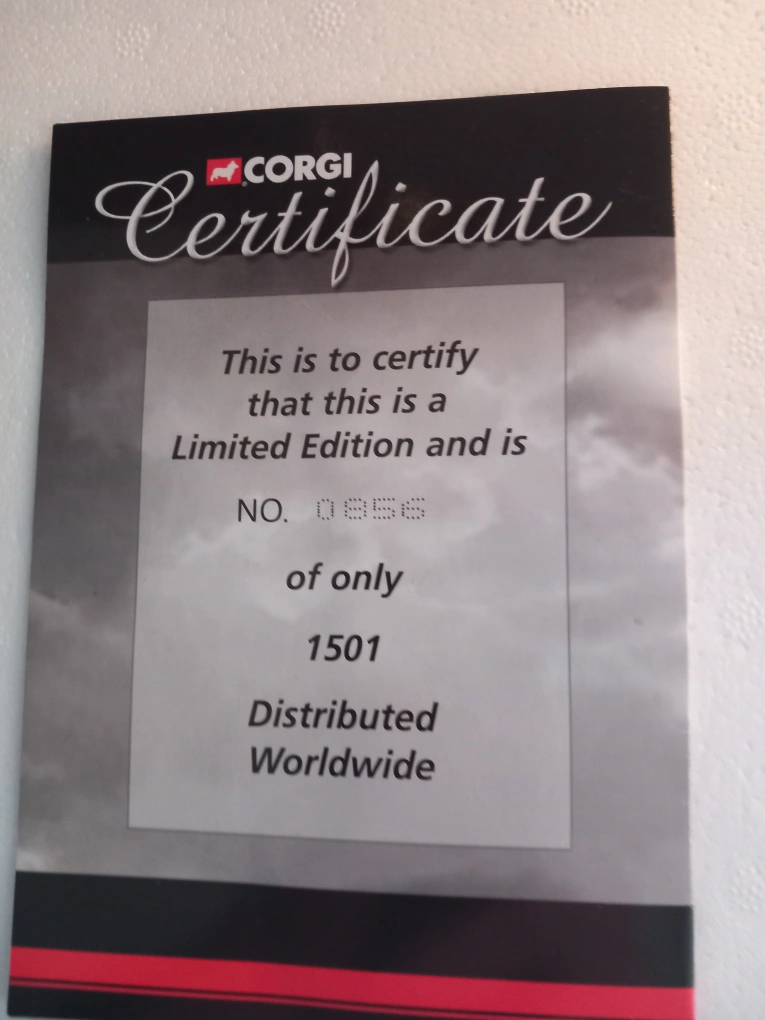 CORGI
Certificate
This is to certify
that this is a
Limited Edition and is
NO. 0856
of only
1501
Distributed
Worldwide